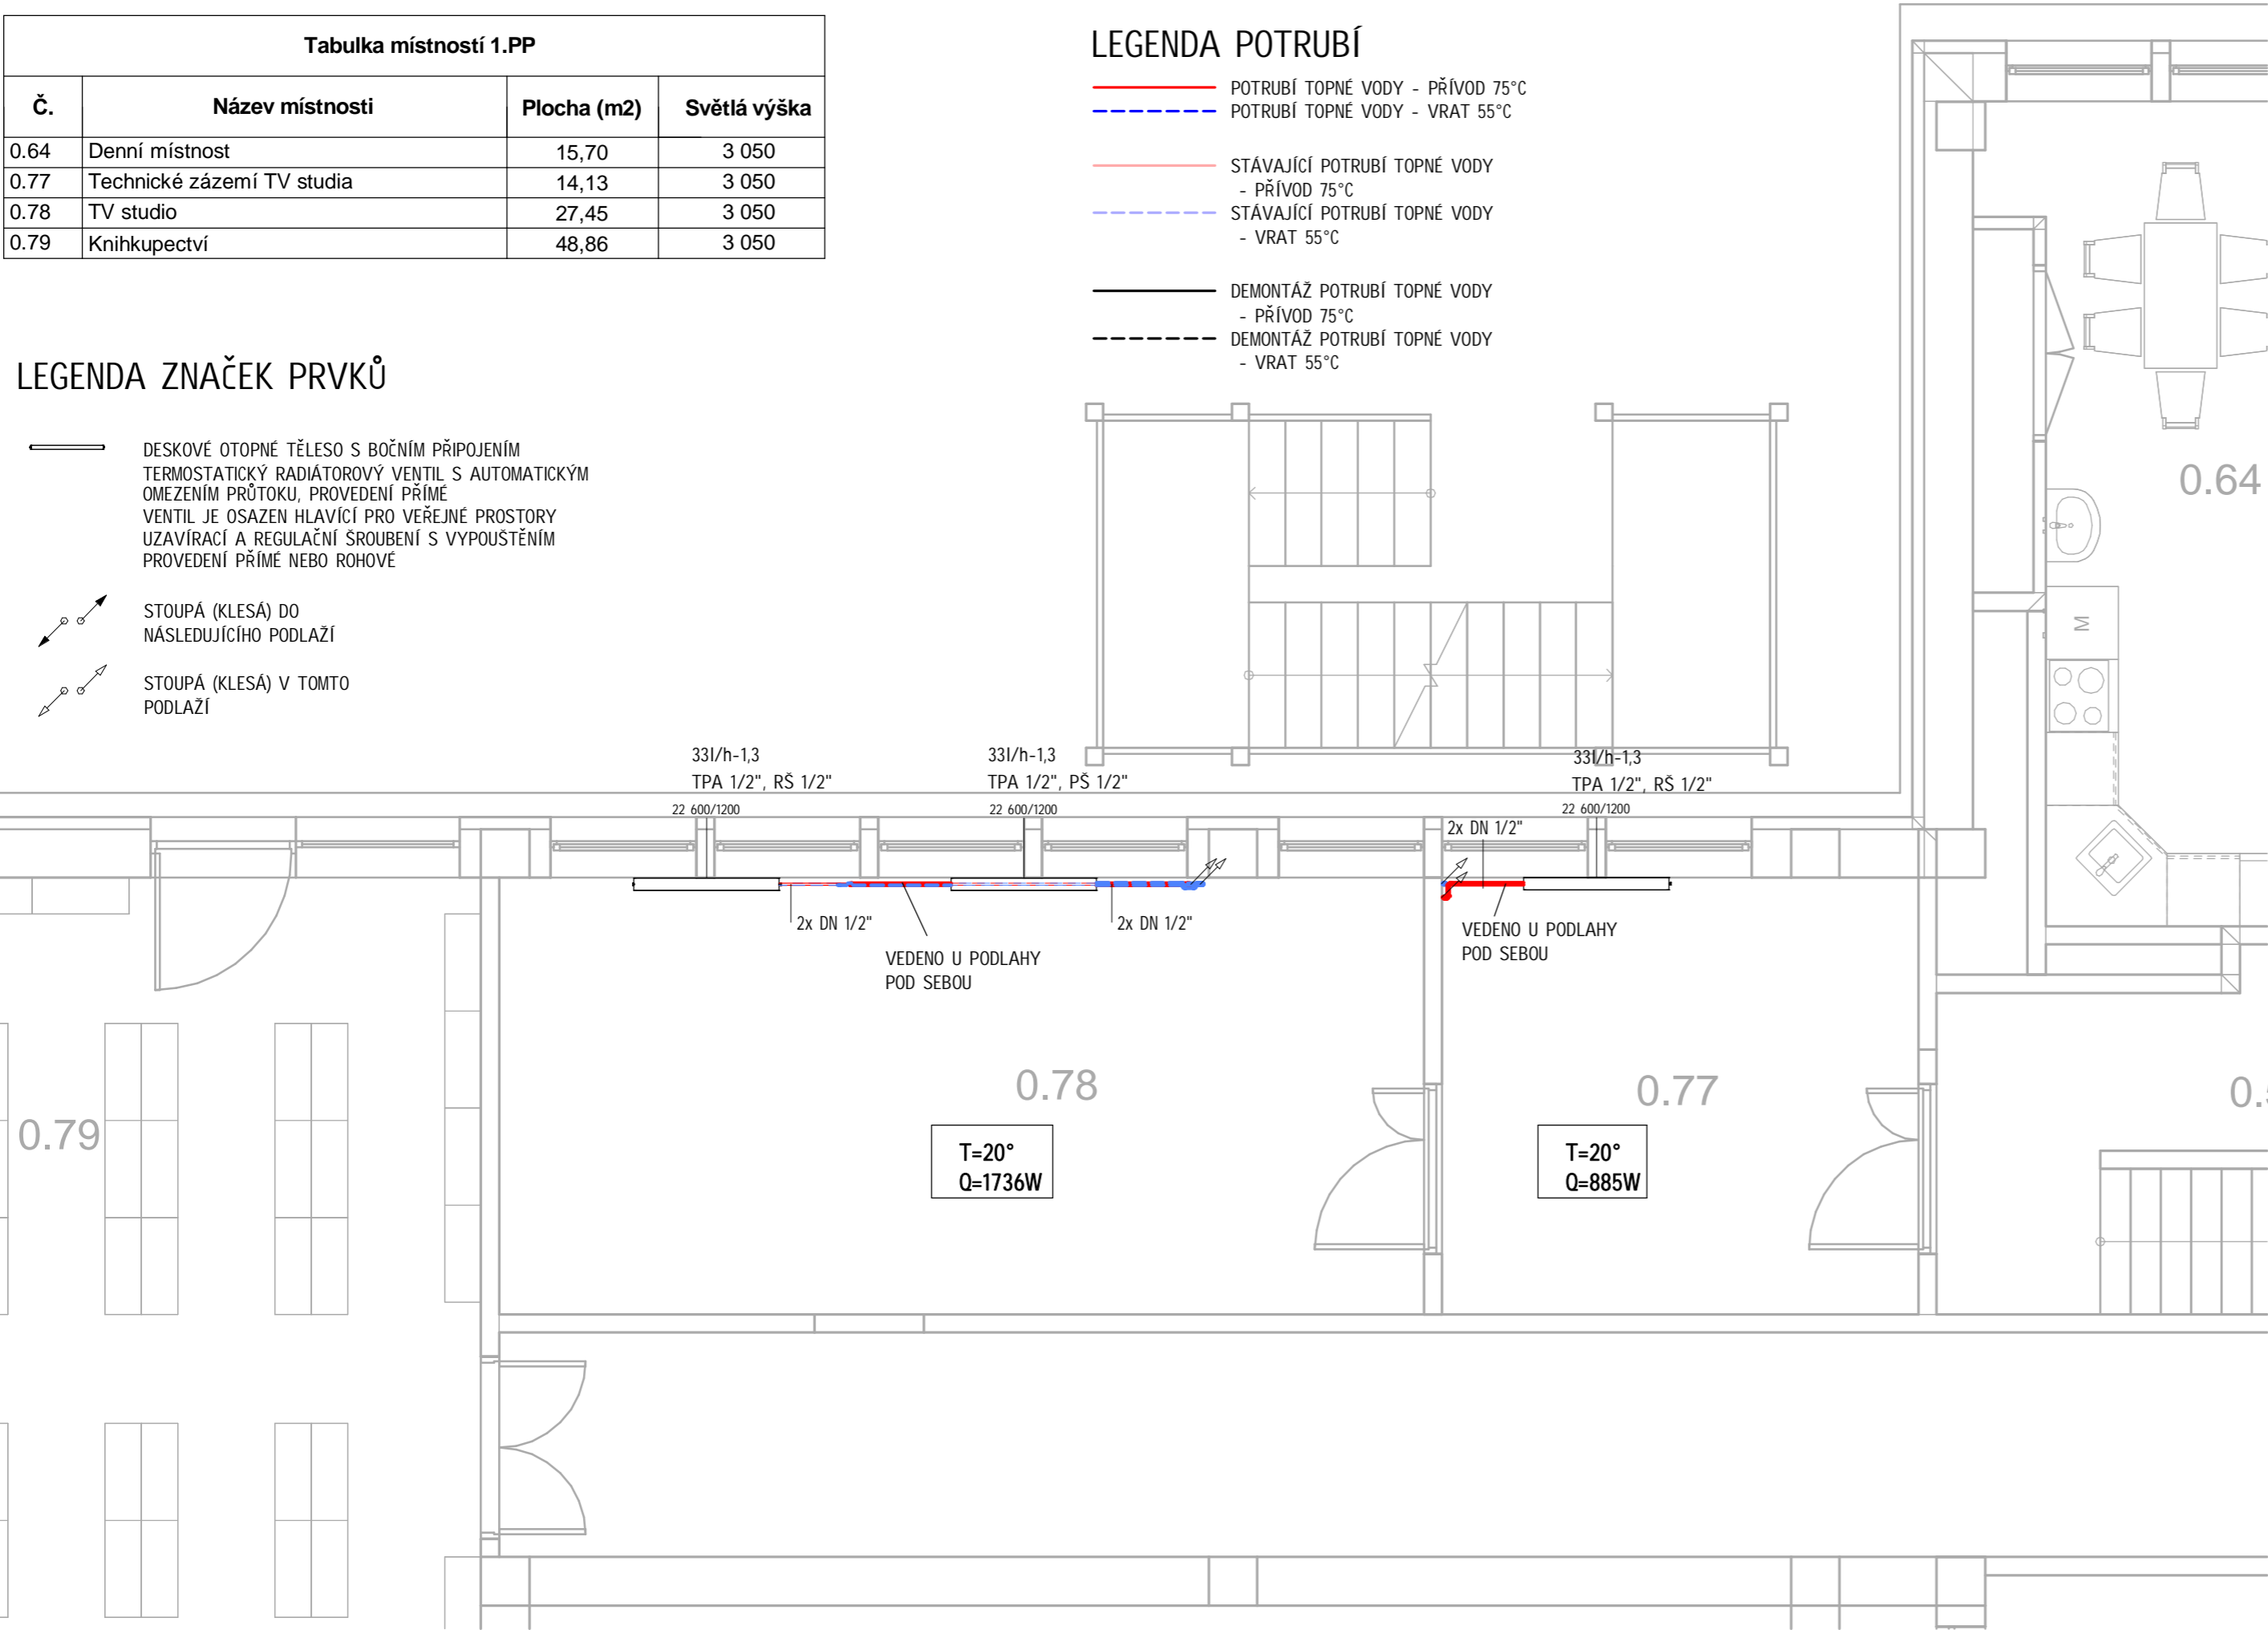 Tabulka místností 1.PP
Č. Název místnosti Plocha (m2) Světlá výška
0.64 Denní místnost 15,70 3 050
0.77 Technické zázemí TV studia 14,13 3 050
0.78 TV studio 27,45 3 050
0.79 Knihkupectví 48,86 3 050
LEGENDA POTRUBÍ
POTRUBÍ TOPNÉ VODY - PŘÍVOD 75°C
POTRUBÍ TOPNÉ VODY - VRAT 55°C
STÁVAJÍCÍ POTRUBÍ TOPNÉ VODY
- PŘÍVOD 75°C
STÁVAJÍCÍ POTRUBÍ TOPNÉ VODY
- VRAT 55°C
DEMONTÁŽ POTRUBÍ TOPNÉ VODY
- PŘÍVOD 75°C
DEMONTÁŽ POTRUBÍ TOPNÉ VODY
- VRAT 55°C
LEGENDA ZNAČEK PRVKŮ
DESKOVÉ OTOPNÉ TĚLESO S BOČNÍM PŘIPOJENÍM
TERMOSTATICKÝ RADIÁTOROVÝ VENTIL S AUTOMATICKÝM
OMEZENÍM PRŮTOKU, PROVEDENÍ PŘÍMÉ
VENTIL JE OSAZEN HLAVÍCÍ PRO VEŘEJNÉ PROSTORY
UZAVÍRACÍ A REGULAČNÍ ŠROUBENÍ S VYPOUŠTĚNÍM
PROVEDENÍ PŘÍMÉ NEBO ROHOVÉ
STOUPÁ (KLESÁ) DO
NÁSLEDUJÍCÍHO PODLAŽÍ
STOUPÁ (KLESÁ) V TOMTO
PODLAŽÍ
0.64
M
33l/h-1,3
TPA 1/2", RŠ 1/2"
22 600/1200
33l/h-1,3
TPA 1/2", PŠ 1/2"
22 600/1200
33l/h-1,3
TPA 1/2", RŠ 1/2"
22 600/1200
2x DN 1/2"
2x DN 1/2"
2x DN 1/2"
VEDENO U PODLAHY
POD SEBOU
VEDENO U PODLAHY
POD SEBOU
0.79
0.78
0.77
T=20°
Q=1736W
T=20°
Q=885W